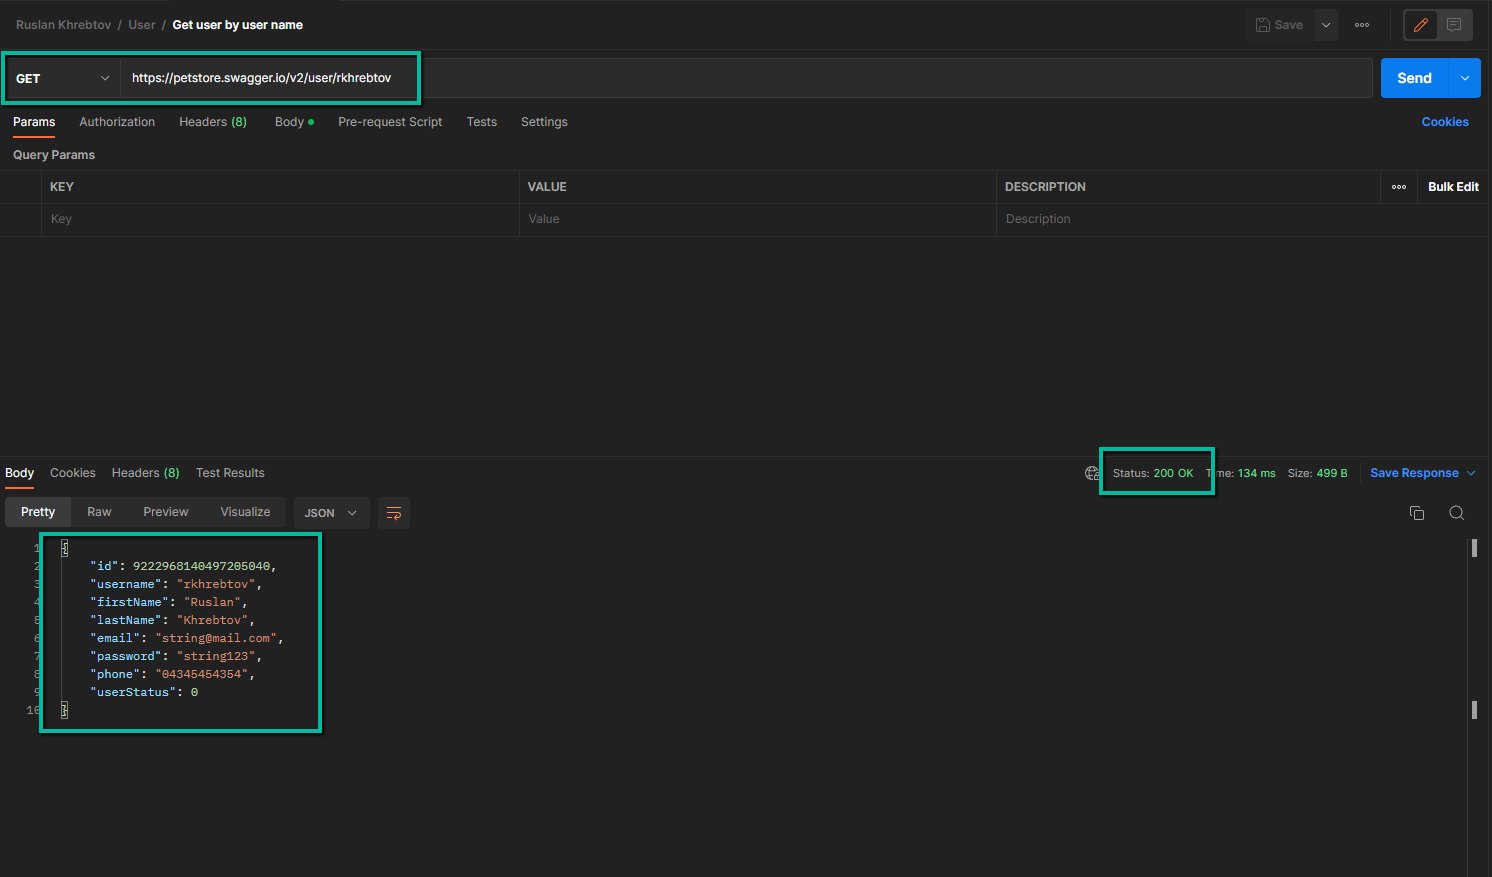 Ruslan Khrebtov / User / Get user by user name
Save
GET https://petstore.swagger.io/v2/user/rkhrebtov
Send
Params Authorization Headers (8) Body Pre-request Script Tests Settings Cookies
Query Params
KEY VALUE DESCRIPTION Bulk Edit
Key Value Description
Body Cookies Headers (8) Test Results Status: 200 OK Time: 134 ms Size: 499 B Save Response
Pretty Raw Preview Visualize JSON
1 {
2 "id": 9222968140497205040,
3 "username": "rkhrebtov",
4 "firstName": "Ruslan",
5 "lastName": "Khrebtov",
6 "email": "string@mail.com",
7 "password": "string123",
8 "phone": "04345454354",
9 "userStatus": 0
10 }